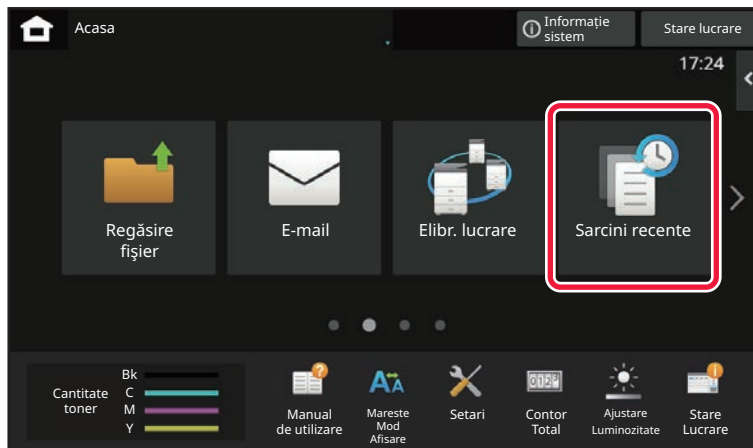 Acasa
Informație
sistem
Stare lucrare
17:24
Regăsire
fişier
E-mail
Elibr. lucrare
Sarcini recente
Cantitate
toner
Bk
C
M
Y
Manual
de utilizare
Mareste
Mod
Afisare
Setari
0123
Contor
Total
Ajustare
Luminozitate
Stare
Lucrare